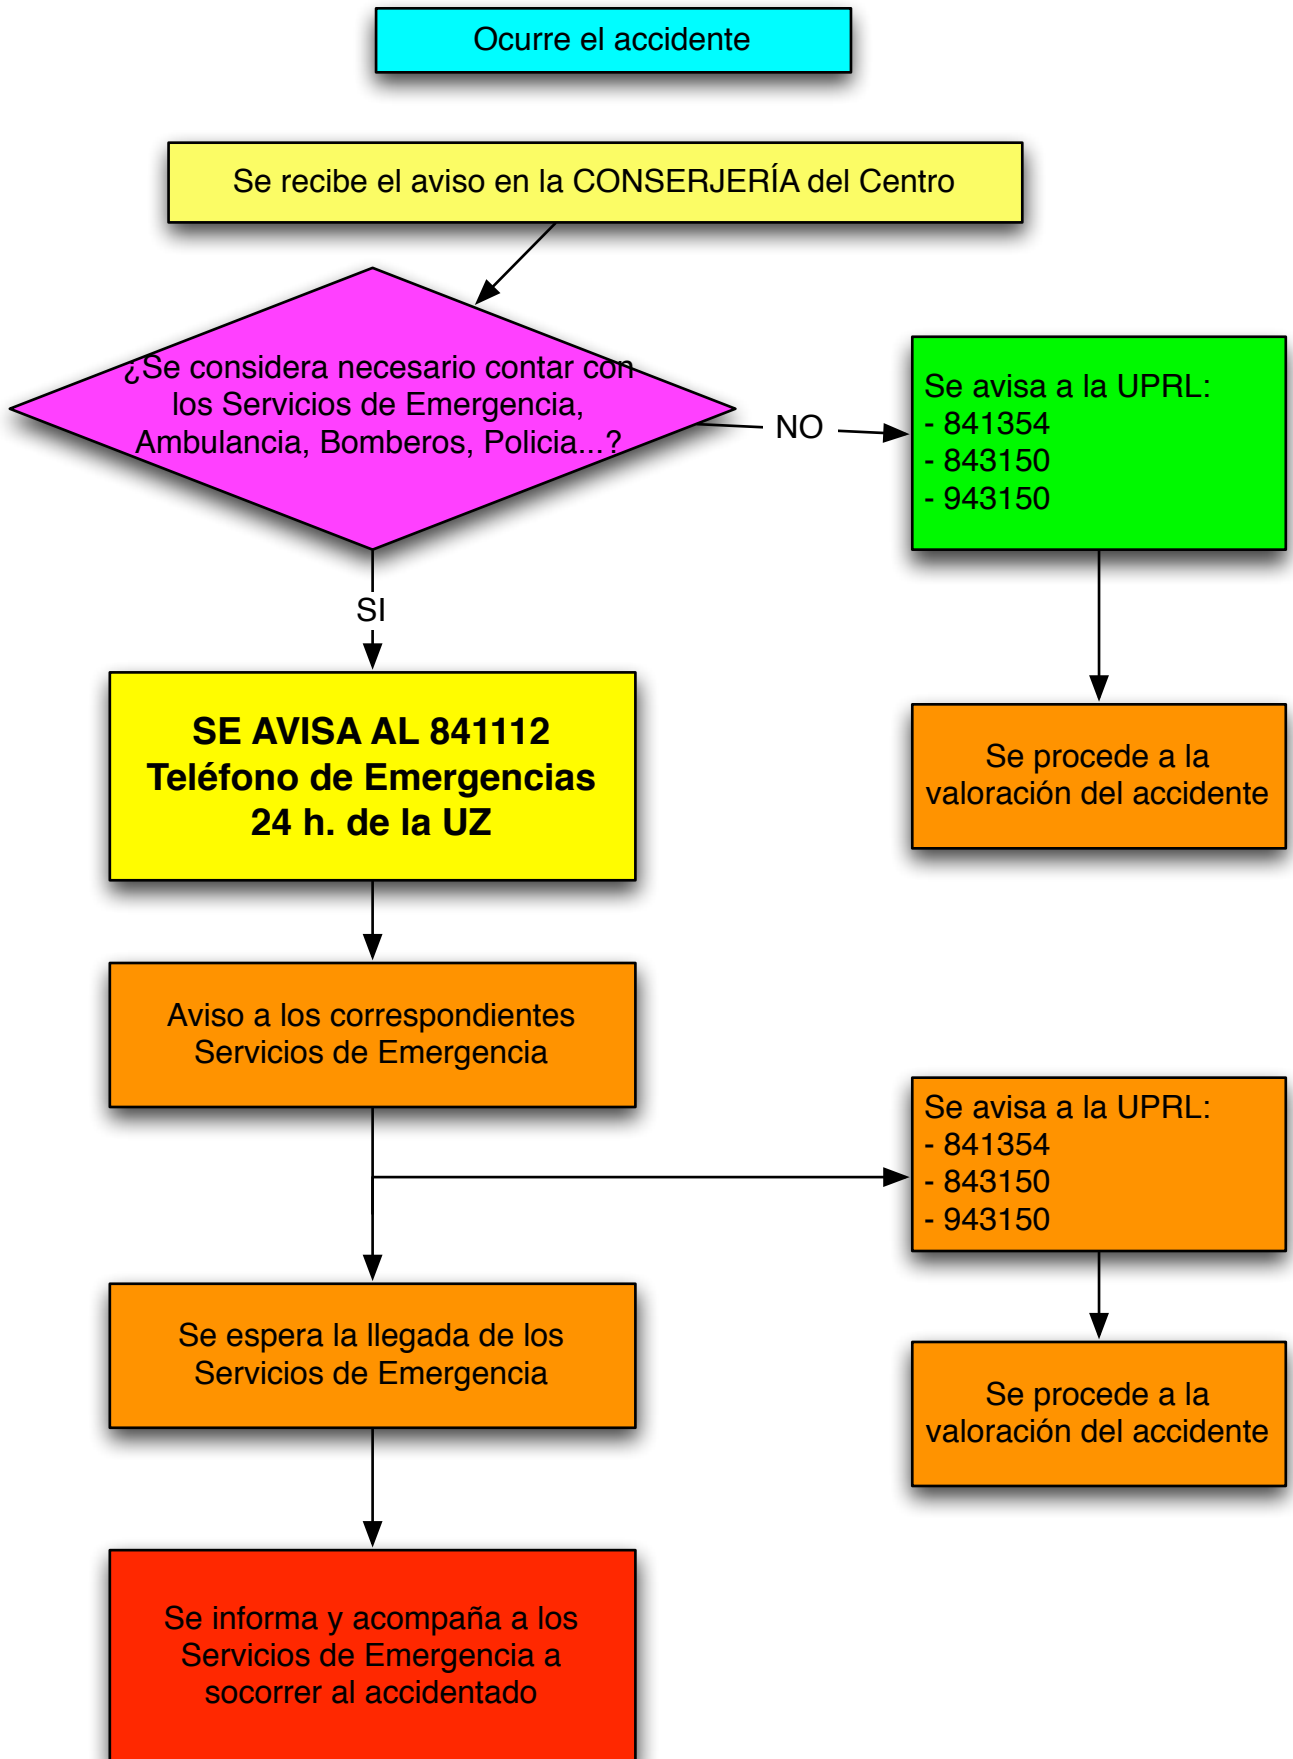 Ocurre el accidente
Se recibe el aviso en la CONSERJERÍA del Centro
¿Se considera necesario contar con
los Servicios de Emergencia,
Ambulancia, Bomberos, Policia...?
NO
Se avisa a la UPRL:
- 841354
- 843150
- 943150
SI
SE AVISA AL 841112
Teléfono de Emergencias
24 h. de la UZ
Se procede a la
valoración del accidente
Aviso a los correspondientes
Servicios de Emergencia
Se avisa a la UPRL:
- 841354
- 843150
- 943150
Se espera la llegada de los
Servicios de Emergencia
Se procede a la
valoración del accidente
Se informa y acompaña a los
Servicios de Emergencia a
socorrer al accidentado